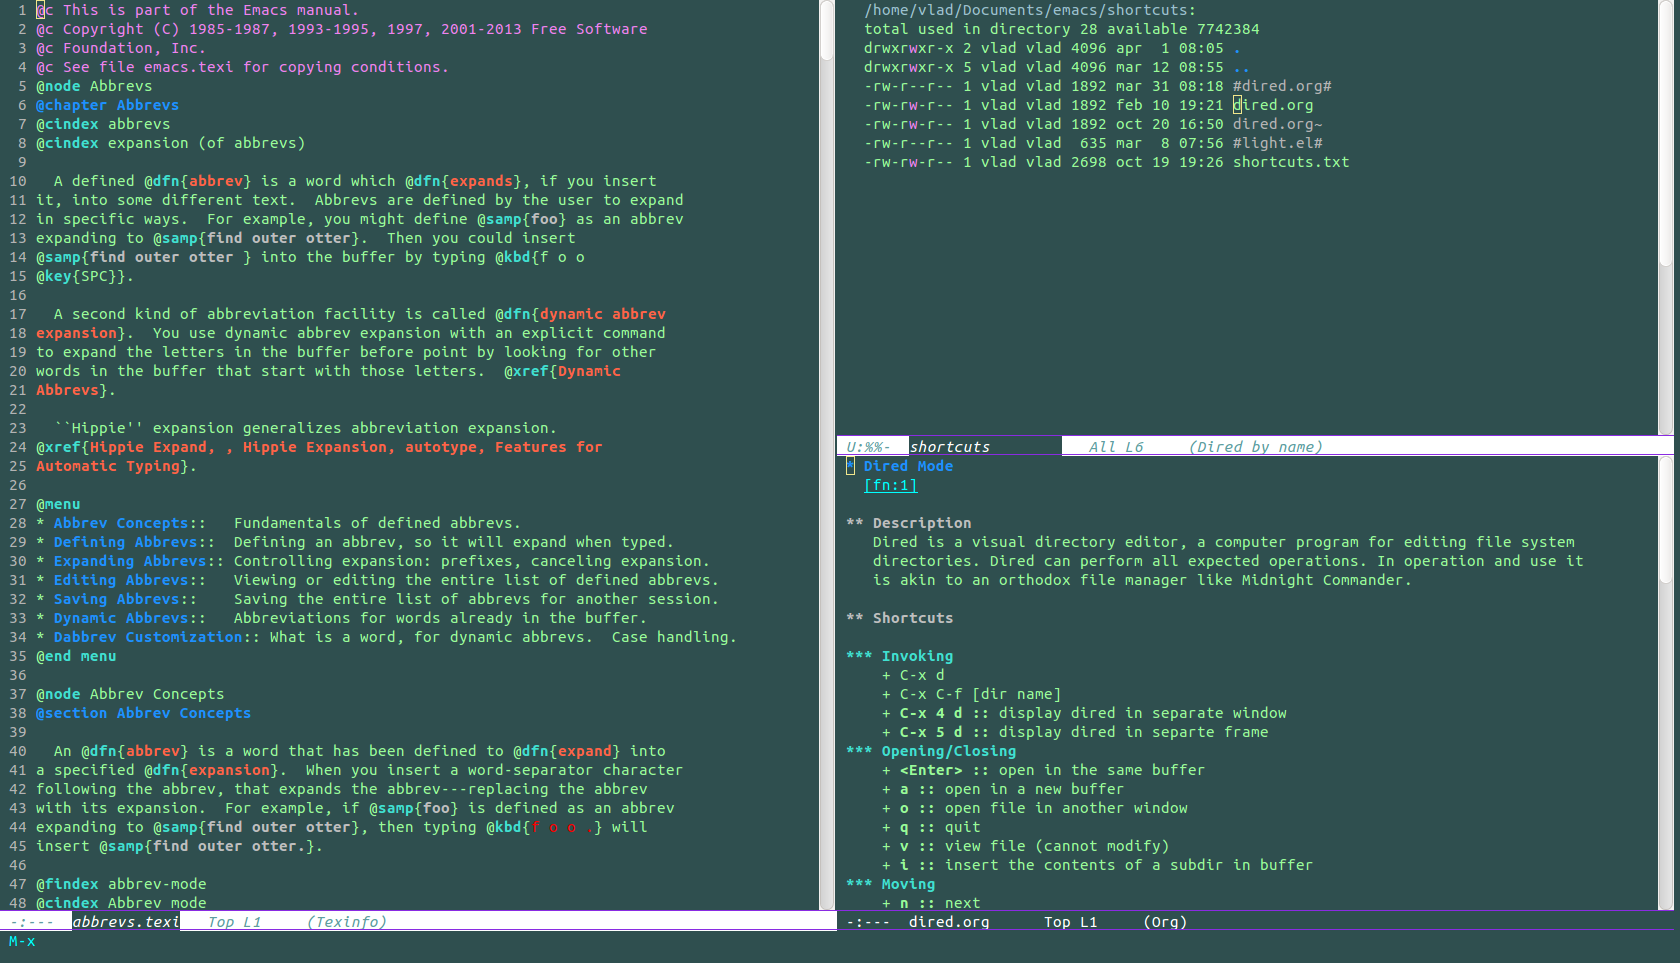 1 @c This is part of the Emacs manual.
2 @c Copyright (C) 1985-1987, 1993-1995, 1997, 2001-2013 Free Software
3 @c Foundation, Inc.
4 @c See file emacs.texi for copying conditions.
5 @node Abbrevs
6 @chapter Abbrevs
7 @cindex abbrevs
8 @cindex expansion (of abbrevs)
9
10   A defined @dfn{abbrev} is a word which @dfn{expands}, if you insert
11 it, into some different text.  Abbrevs are defined by the user to expand
12 in specific ways.  For example, you might define @samp{foo} as an abbrev
13 expanding to @samp{find outer otter}.  Then you could insert
14 @samp{find outer otter } into the buffer by typing @kbd{f o o
15 @key{SPC}}.
16
17   A second kind of abbreviation facility is called @dfn{dynamic abbrev
18 expansion}.  You use dynamic abbrev expansion with an explicit command
19 to expand the letters in the buffer before point by looking for other
20 words in the buffer that start with those letters.  @xref{Dynamic
21 Abbrevs}.
22
23   ``Hippie'' expansion generalizes abbreviation expansion.
24 @xref{Hippie Expand, , Hippie Expansion, autotype, Features for
25 Automatic Typing}.
26
27 @menu
28 * Abbrev Concepts::   Fundamentals of defined abbrevs.
29 * Defining Abbrevs::  Defining an abbrev, so it will expand when typed.
30 * Expanding Abbrevs:: Controlling expansion: prefixes, canceling expansion.
31 * Editing Abbrevs::   Viewing or editing the entire list of defined abbrevs.
32 * Saving Abbrevs::    Saving the entire list of abbrevs for another session.
33 * Dynamic Abbrevs::   Abbreviations for words already in the buffer.
34 * Dabbrev Customization:: What is a word, for dynamic abbrevs.  Case handling.
35 @end menu
36
37 @node Abbrev Concepts
38 @section Abbrev Concepts
39
40   An @dfn{abbrev} is a word that has been defined to @dfn{expand} into
41 a specified @dfn{expansion}.  When you insert a word-separator character
42 following the abbrev, that expands the abbrev---replacing the abbrev
43 with its expansion.  For example, if @samp{foo} is defined as an abbrev
44 expanding to @samp{find outer otter}, then typing @kbd{f o o .} will
45 insert @samp{find outer otter.}.
46
47 @findex abbrev-mode
48 @cindex Abbrev mode
-:---  abbrevs.texi   Top L1     (Texinfo)
M-x
/home/vlad/Documents/emacs/shortcuts:
total used in directory 28 available 7742384
drwxrwxr-x 2 vlad vlad 4096 apr  1 08:05 .
drwxrwxr-x 5 vlad vlad 4096 mar 12 08:55 ..
-rw-r--r-- 1 vlad vlad 1892 mar 31 08:18 #dired.org#
-rw-rw-r-- 1 vlad vlad 1892 feb 10 19:21 dired.org
-rw-rw-r-- 1 vlad vlad 1892 oct 20 16:50 dired.org~
-rw-r--r-- 1 vlad vlad  635 mar  8 07:56 #light.el#
-rw-rw-r-- 1 vlad vlad 2698 oct 19 19:26 shortcuts.txt
U:%%-  shortcuts           All L6     (Dired by name)
* Dired Mode
  [fn:1]

** Description
   Dired is a visual directory editor, a computer program for editing file system
   directories. Dired can perform all expected operations. In operation and use it
   is akin to an orthodox file manager like Midnight Commander.

** Shortcuts

*** Invoking
    + C-x d
    + C-x C-f [dir name]
    + C-x 4 d :: display dired in separate window
    + C-x 5 d :: display dired in separte frame
*** Opening/Closing
    + <Enter> :: open in the same buffer
    + a :: open in a new buffer
    + o :: open file in another window
    + q :: quit
    + v :: view file (cannot modify)
    + i :: insert the contents of a subdir in buffer
*** Moving
    + n :: next
-:---  dired.org      Top L1     (Org)